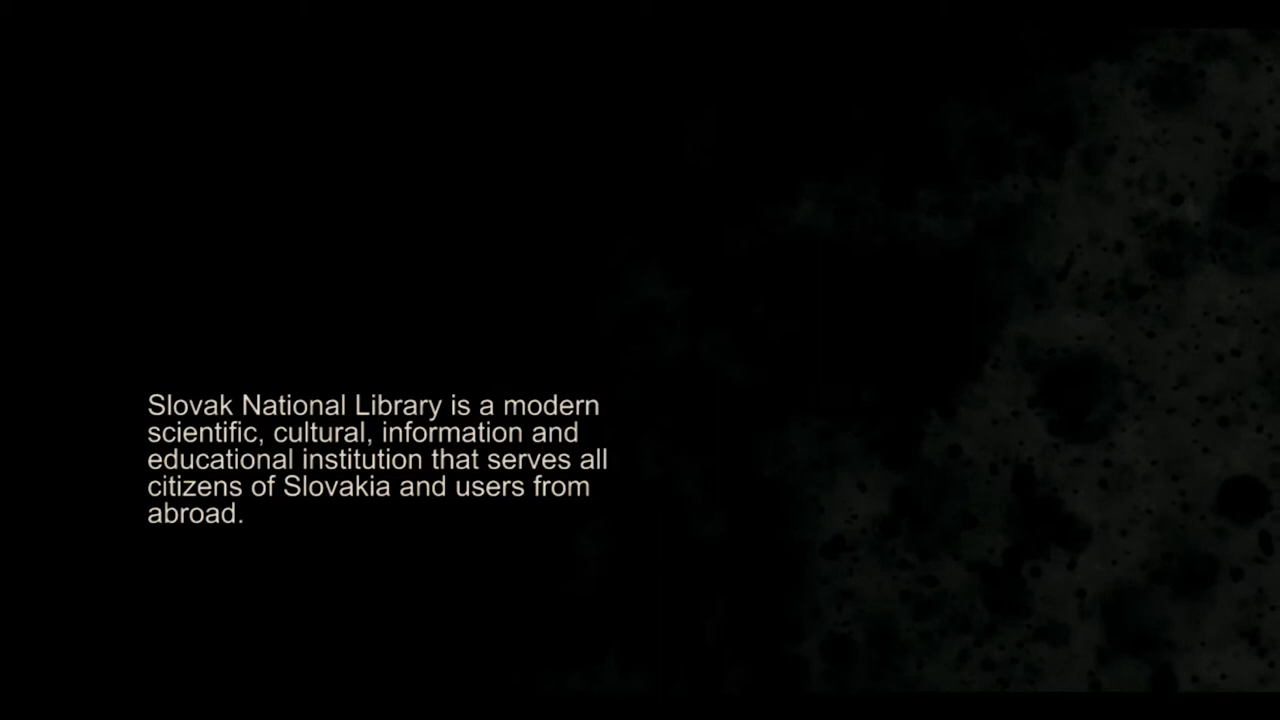 Slovak National Library is a modern
scientific, cultural, information and
educational institution that serves all
citizens of Slovakia and users from
abroad.